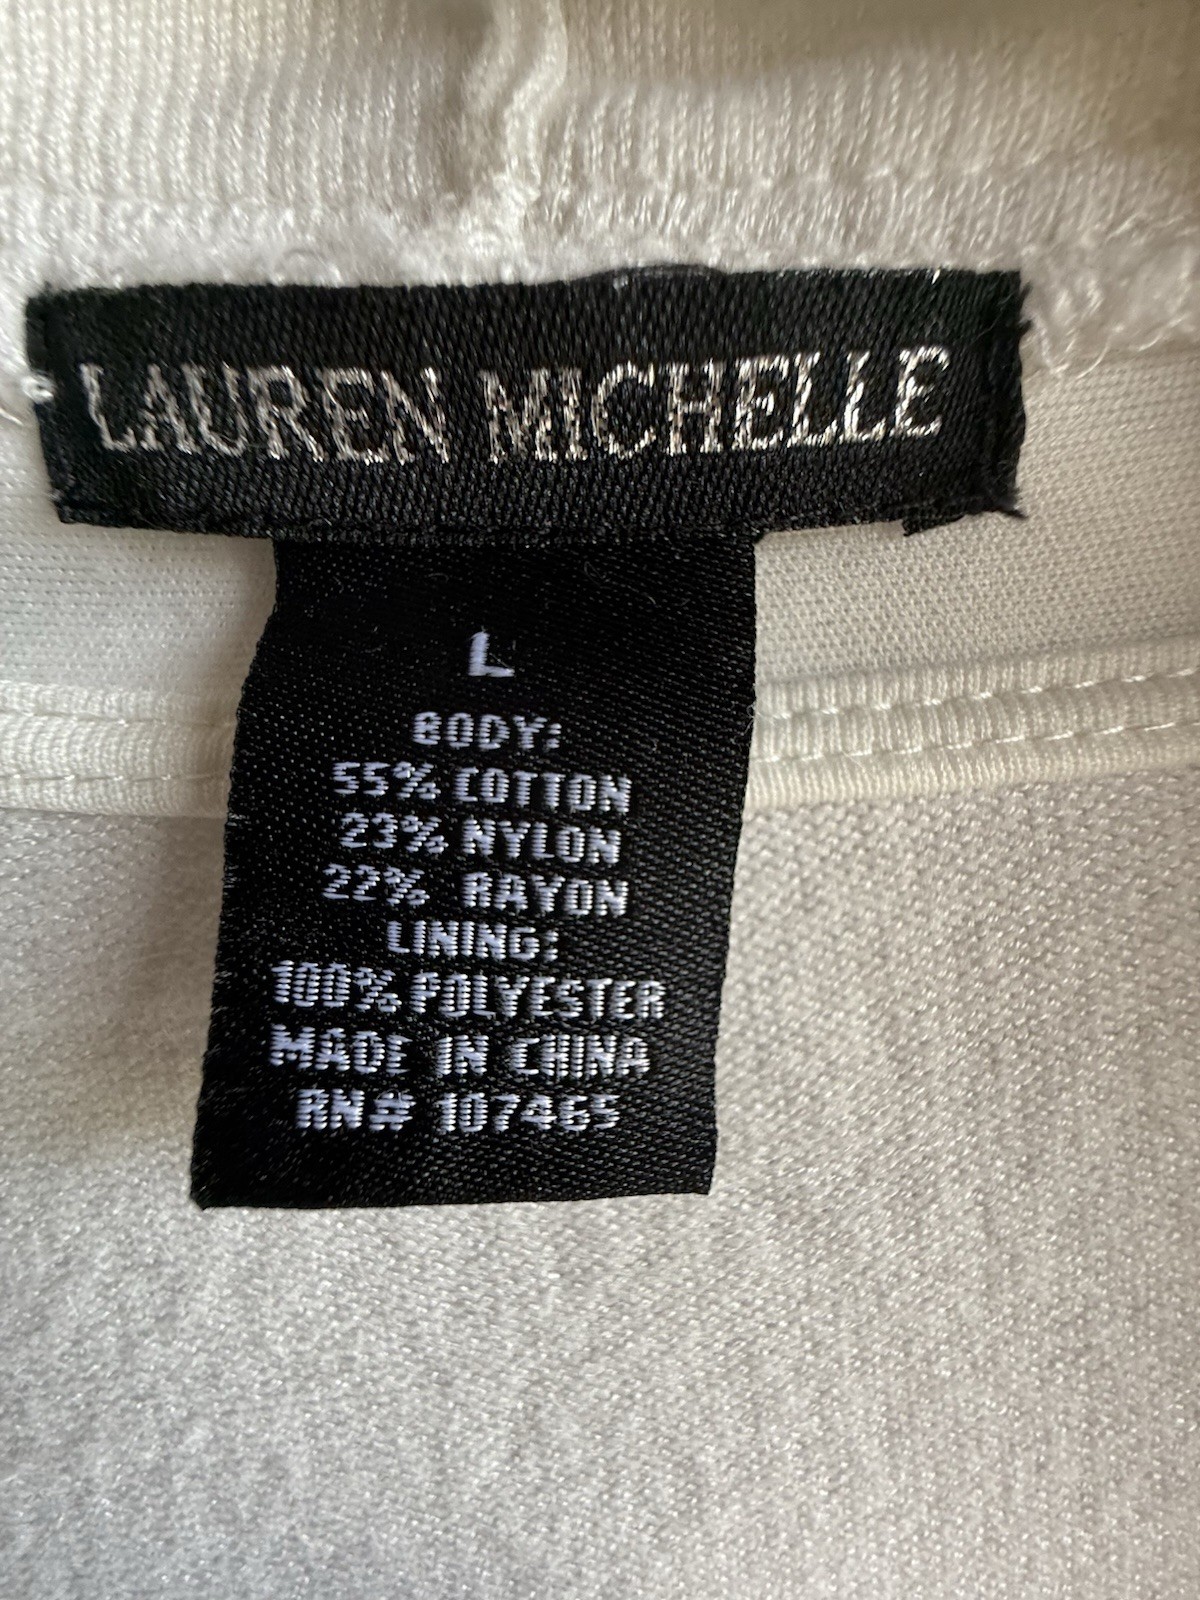 LAUREN MICHELLE
L
BODY:
55% COTTON
23% NYLON
22% RAYON
LINING:
100% POLYESTER
MADE IN CHINA
RN# 107465